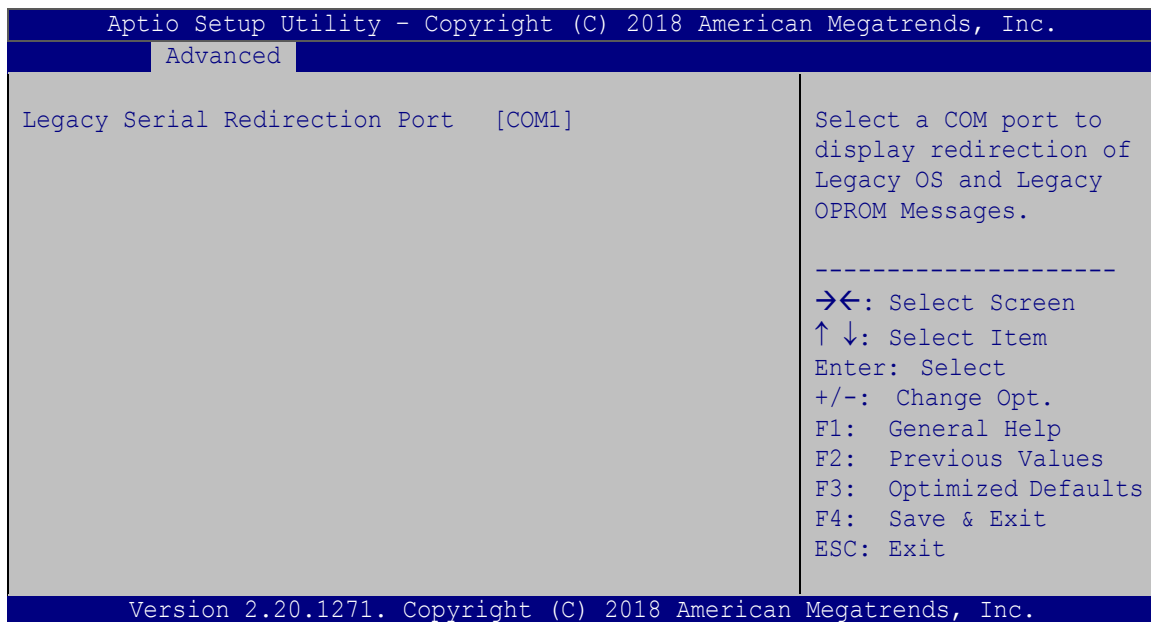 Aptio Setup Utility – Copyright (C) 2018 American Megatrends, Inc.
Advanced
Legacy Serial Redirection Port [COM1]
Select a COM port to
display redirection of
Legacy OS and Legacy
OPROM Messages.
---------------------
→←: Select Screen
↑ ↓: Select Item
Enter: Select
+/-: Change Opt.
F1: General Help
F2: Previous Values
F3: Optimized Defaults
F4: Save & Exit
ESC: Exit
Version 2.20.1271. Copyright (C) 2018 American Megatrends, Inc.